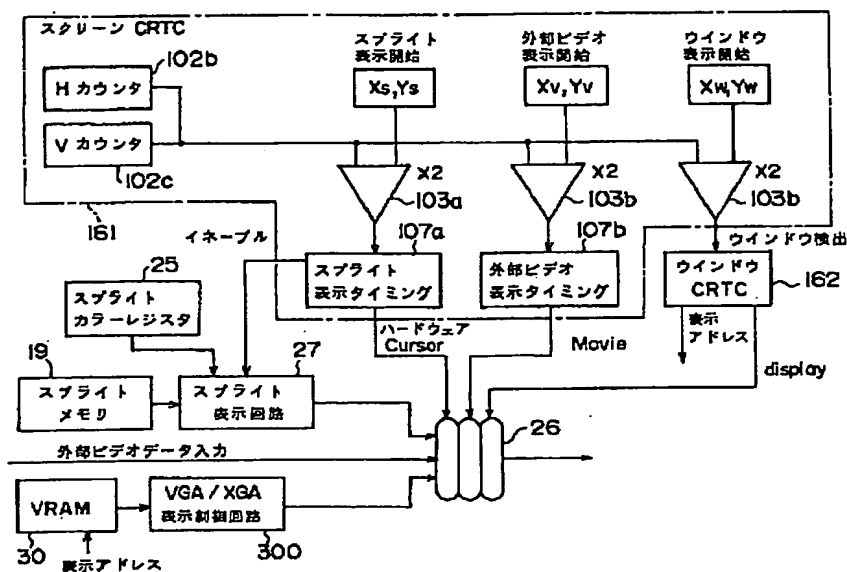 スクリーン CRTC
102b
H カウンタ
V カウンタ
102c
スプライト
表示開始
Xs,Ys
外部ビデオ
表示開始
Xv,Yv
ウインドウ
表示開始
Xw,Yw
X2
103a
X2
103b
X2
103b
161
イネーブル
107a
スプライト
表示タイミング
107b
外部ビデオ
表示タイミング
ウインドウ検出
ウインドウ
CRTC
162
表示
アドレス
25
スプライト
カラーレジスタ
ハードウェア
Cursor
Movie
display
19
スプライト
メモリ
27
スプライト
表示回路
26
外部ビデオデータ入力
VRAM
30
表示アドレス
VGA/XGA
表示制御回路
300